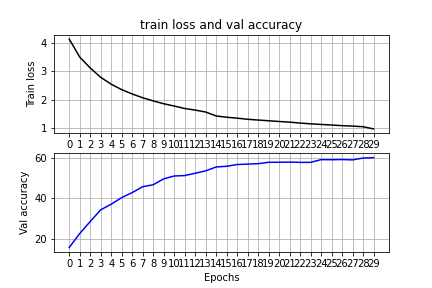 train loss and val accuracy
Train loss
4
3
2
1
0 1 2 3 4 5 6 7 8 9 10 11 12 13 14 15 16 17 18 19 20 21 22 23 24 25 26 27 28 29
Val accuracy
60
40
20
0 1 2 3 4 5 6 7 8 9 10 11 12 13 14 15 16 17 18 19 20 21 22 23 24 25 26 27 28 29
Epochs